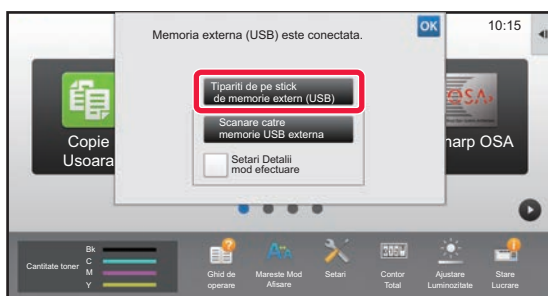 Memoria externa (USB) este conectata.
OK
10:15
Tipariti de pe stick
de memorie extern (USB)
Scanare catre
memorie USB externa
Setari Detalii
mod efectuare
Copie
Usoara
OSA
harp OSA
Cantitate toner
Bk
C
M
Y
Ghid de
operare
Mareste Mod
Afisare
Setari
Contor
Total
Ajustare
Luminozitate
Stare
Lucrare